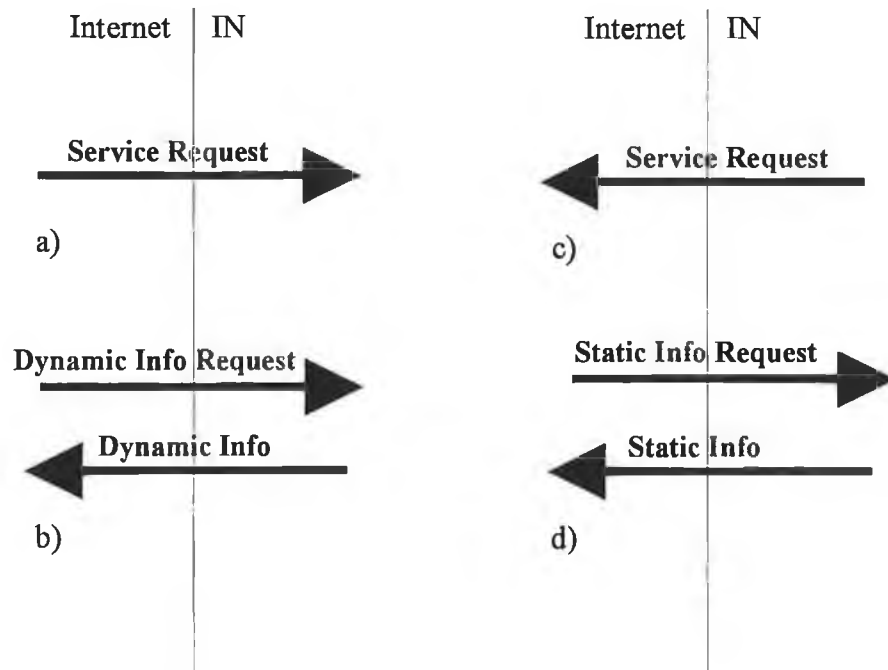 Internet IN
Service Request
a)
Dynamic Info Request
Dynamic Info
b)
Internet IN
Service Request
c)
Static Info Request
Static Info
d)